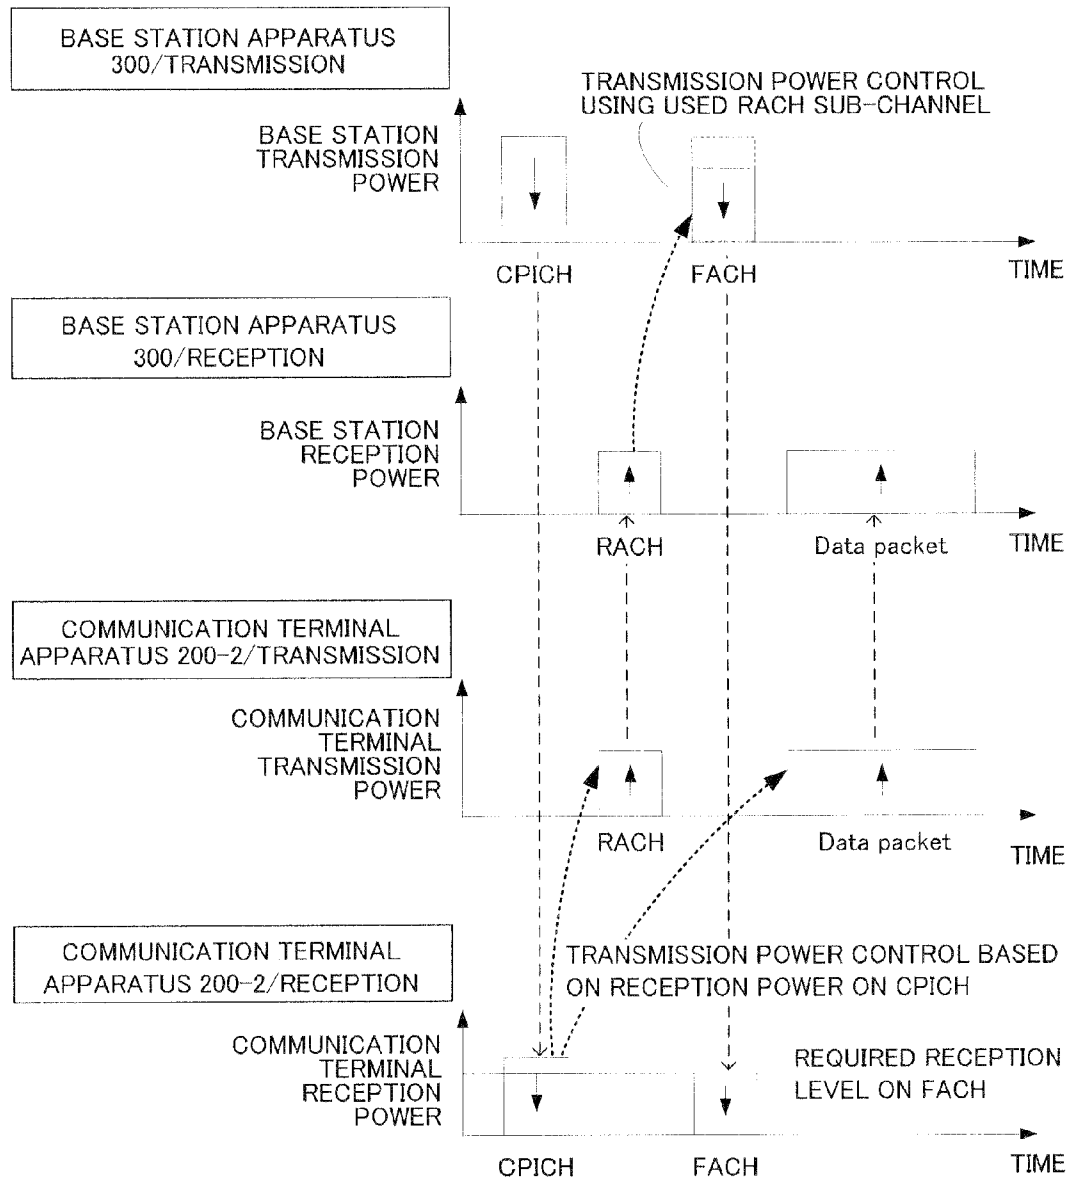 BASE STATION APPARATUS
300/TRANSMISSION
TRANSMISSION POWER CONTROL
USING USED RACH SUB-CHANNEL
BASE STATION
TRANSMISSION
POWER
CPICH
FACH
TIME
BASE STATION APPARATUS
300/RECEPTION
BASE STATION
RECEPTION
POWER
RACH
Data packet
TIME
COMMUNICATION TERMINAL
APPARATUS 200-2/TRANSMISSION
COMMUNICATION
TERMINAL
TRANSMISSION
POWER
RACH
Data packet
TIME
COMMUNICATION TERMINAL
APPARATUS 200-2/RECEPTION
TRANSMISSION POWER CONTROL BASED
ON RECEPTION POWER ON CPICH
COMMUNICATION
TERMINAL
RECEPTION
POWER
REQUIRED RECEPTION
LEVEL ON FACH
CPICH
FACH
TIME